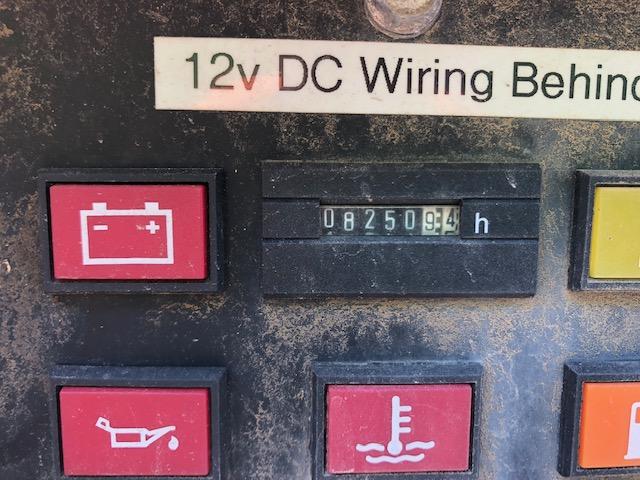 12v DC Wiring Behind
- +
0825094 h